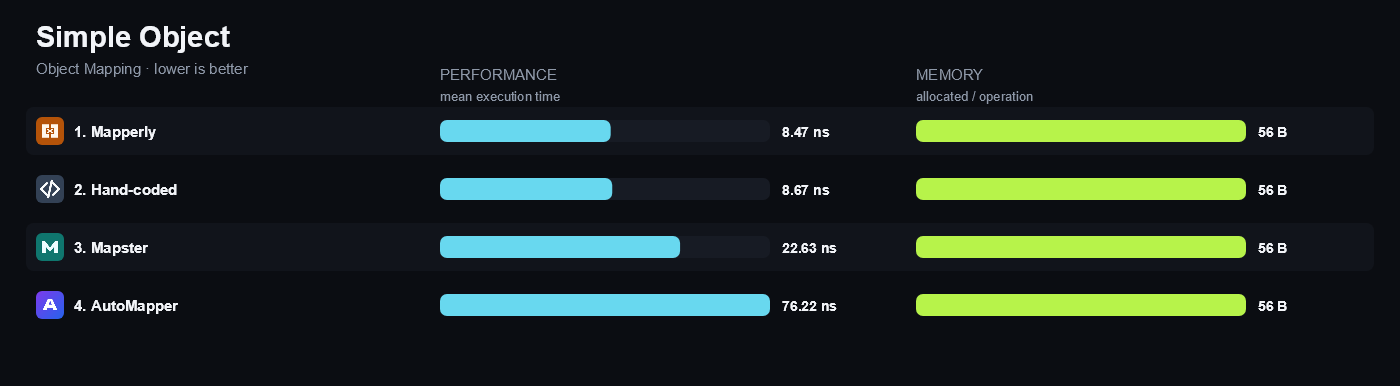 Simple Object
Object Mapping · lower is better
PERFORMANCE
mean execution time
MEMORY
allocated / operation
1. Mapperly 8.47 ns 56 B
2. Hand-coded 8.67 ns 56 B
M 3. Mapster 22.63 ns 56 B
A 4. AutoMapper 76.22 ns 56 B